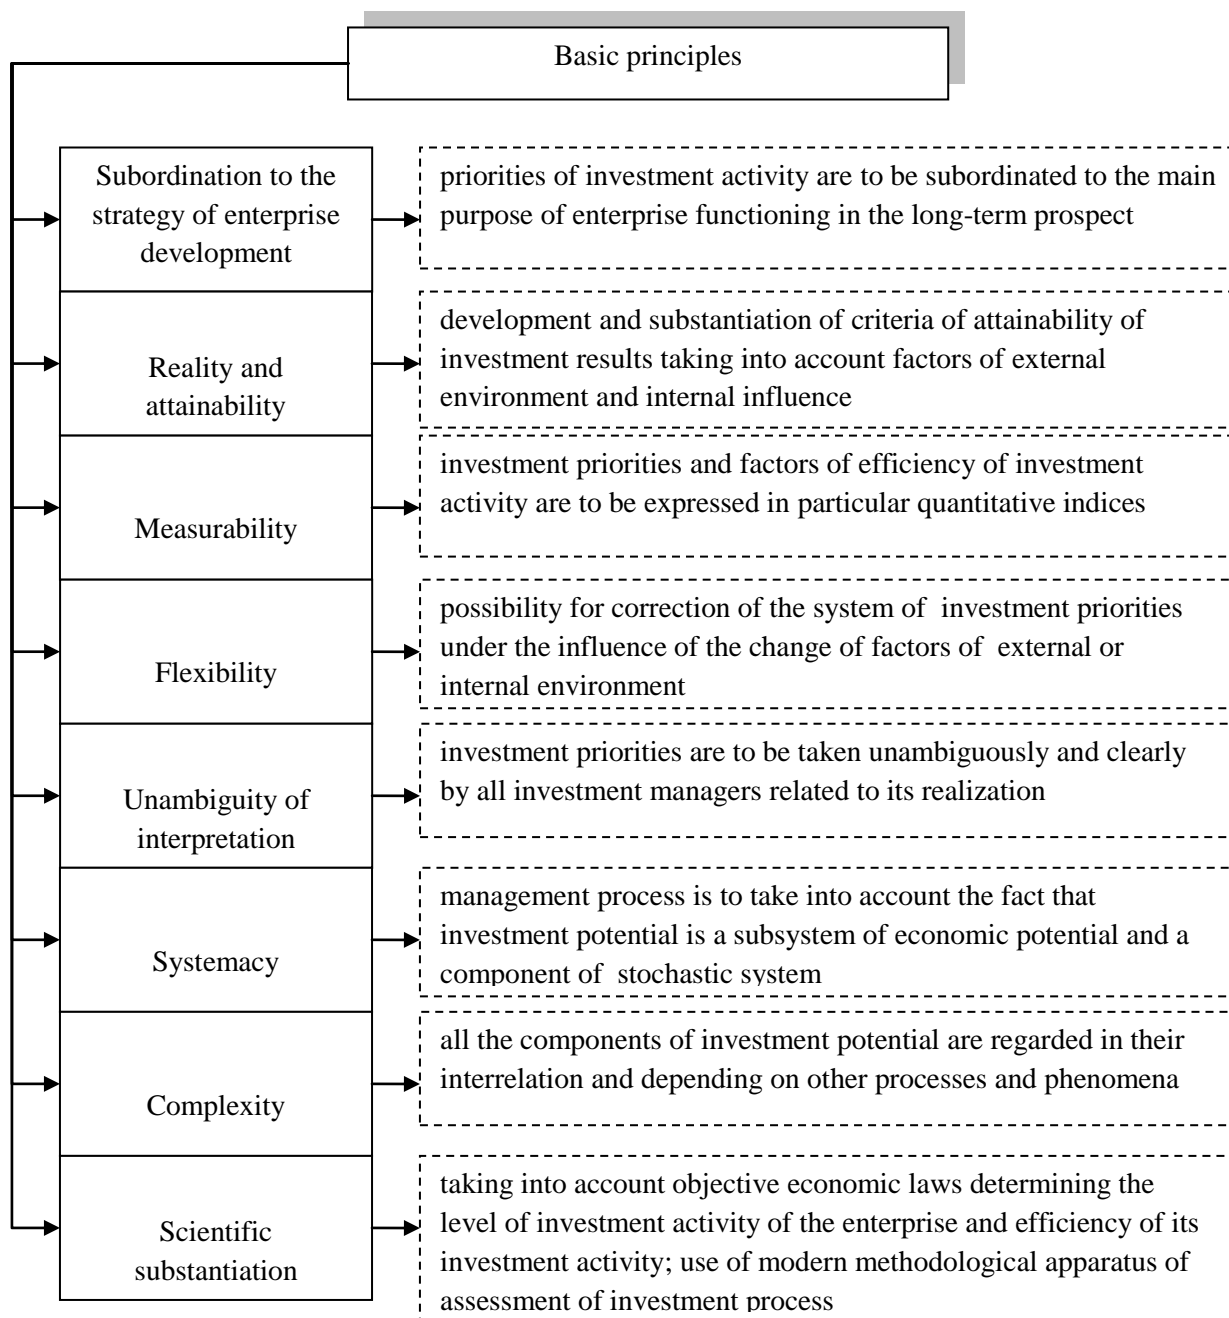 Basic principles
Subordination to the
strategy of enterprise
development
priorities of investment activity are to be subordinated to the main
purpose of enterprise functioning in the long-term prospect
Reality and
attainability
development and substantiation of criteria of attainability of
investment results taking into account factors of external
environment and internal influence
Measurability
investment priorities and factors of efficiency of investment
activity are to be expressed in particular quantitative indices
Flexibility
possibility for correction of the system of investment priorities
under the influence of the change of factors of external or
internal environment
Unambiguity of
interpretation
investment priorities are to be taken unambiguously and clearly
by all investment managers related to its realization
Systemacy
management process is to take into account the fact that
investment potential is a subsystem of economic potential and a
component of stochastic system
Complexity
all the components of investment potential are regarded in their
interrelation and depending on other processes and phenomena
Scientific
substantiation
taking into account objective economic laws determining the
level of investment activity of the enterprise and efficiency of its
investment activity; use of modern methodological apparatus of
assessment of investment process